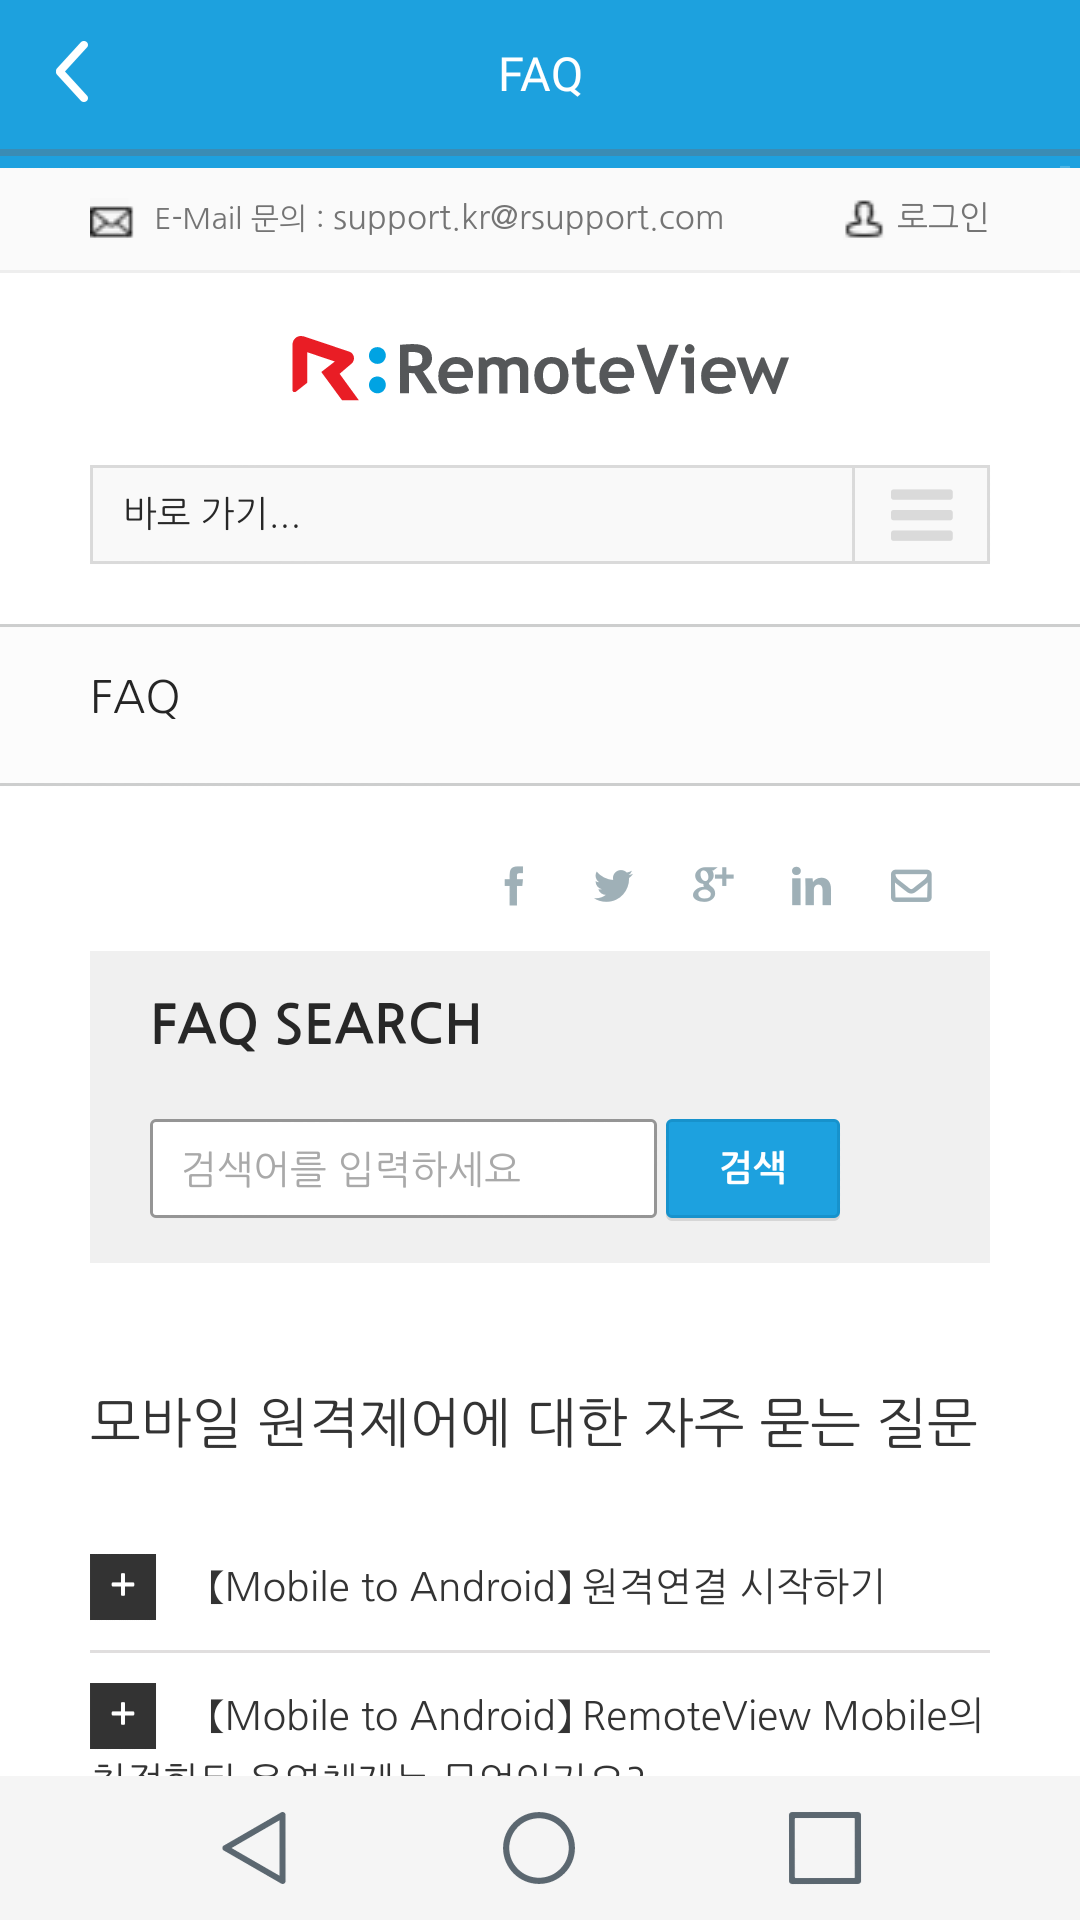 FAQ
E-Mail 문의 : support.kr@rsupport.com 로그인
RemoteView
바로 가기...
FAQ
FAQ SEARCH
검색어를 입력하세요 검색
모바일 원격제어에 대한 자주 묻는 질문
【Mobile to Android】 원격연결 시작하기
【Mobile to Android】 RemoteView Mobile의